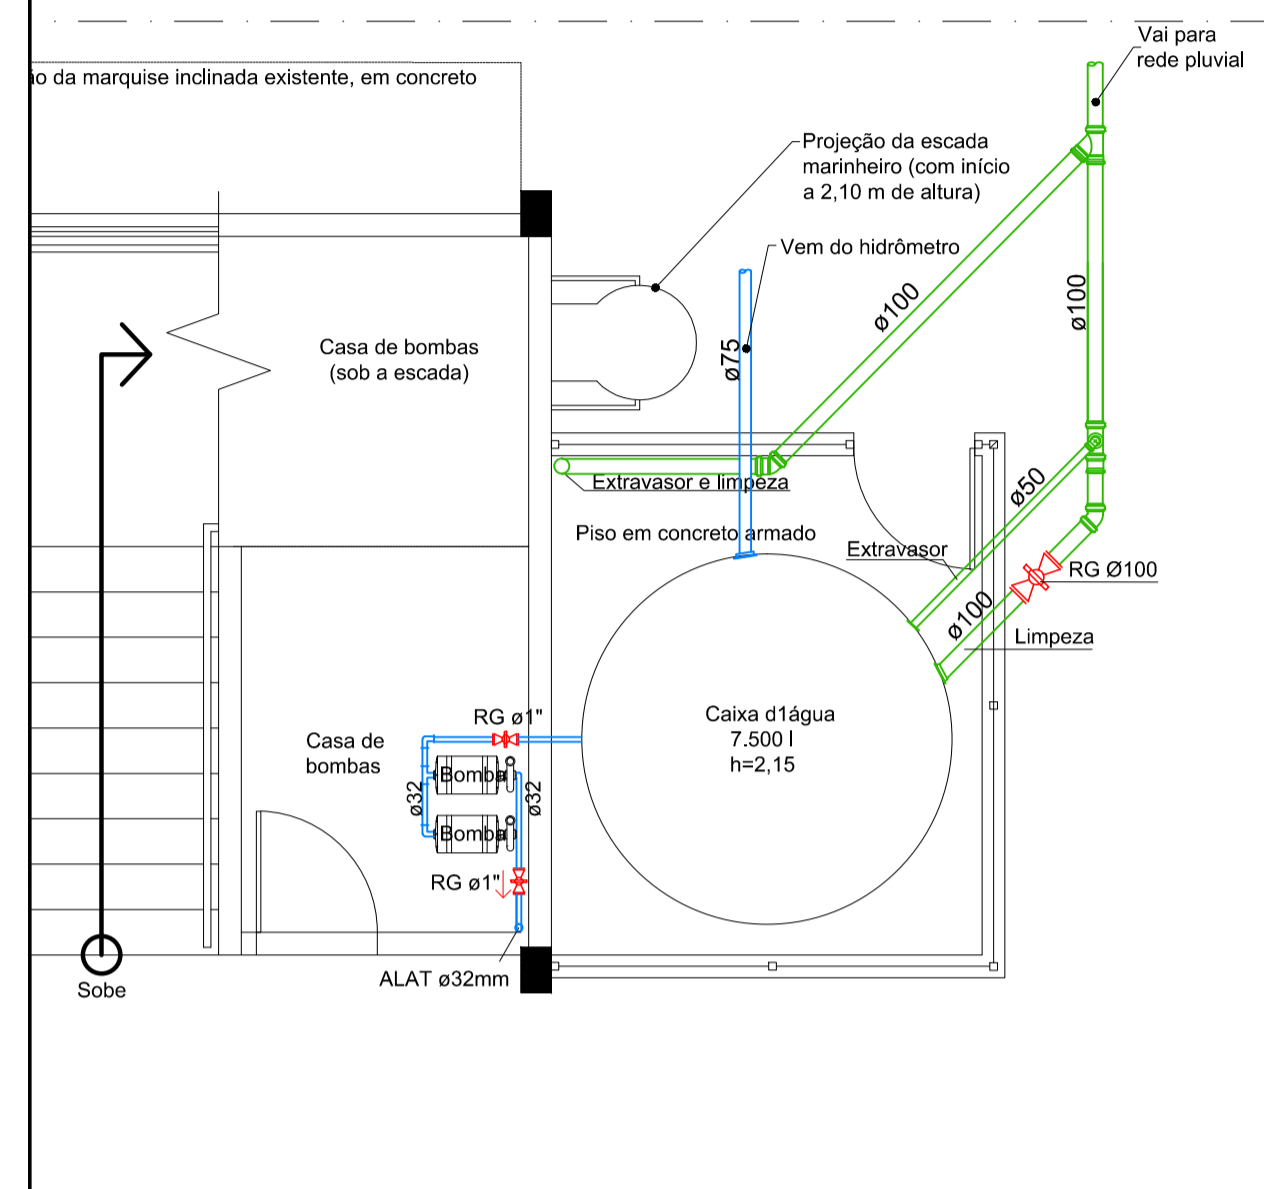 Vai para
rede pluvial
da marquise inclinada existente, em concreto
Projeção da escada
marinheiro (com início
a 2,10 m de altura)
Vem do hidrômetro
ø100
ø100
ø75
Casa de bombas
(sob a escada)
Extravasor e limpeza
ø50
Piso em concreto armado
Extravasor
RG Ø100
ø100
Limpeza
Caixa d1água
7.500 l
h=2,15
RG ø1"
Casa de
bombas
Bomba
ø32
ø32
Bomba
RG ø1"
ALAT ø32mm
Sobe